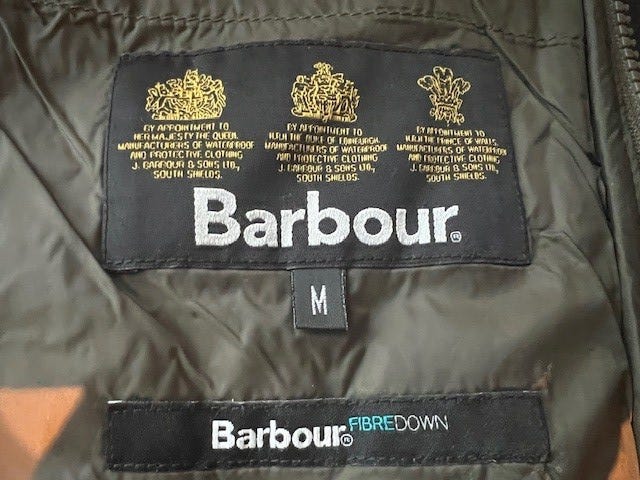 BY APPOINTMENT TO
HER MAJESTY THE QUEEN.
MANUFACTURERS OF WATERPROOF
AND PROTECTIVE CLOTHING
J. BARBOUR & SONS LTD.,
SOUTH SHIELDS.
BY APPOINTMENT TO
H.R.H. THE DUKE OF EDINBURGH.
MANUFACTURERS OF WATERPROOF
AND PROTECTIVE CLOTHING
J. BARBOUR & SONS LTD.,
SOUTH SHIELDS.
BY APPOINTMENT TO
H.R.H. THE PRINCE OF WALES.
MANUFACTURERS OF WATERPROOF
AND PROTECTIVE CLOTHING
J. BARBOUR & SONS LTD.,
SOUTH SHIELDS.
Barbour®
M
Barbour® FIBREDOWN